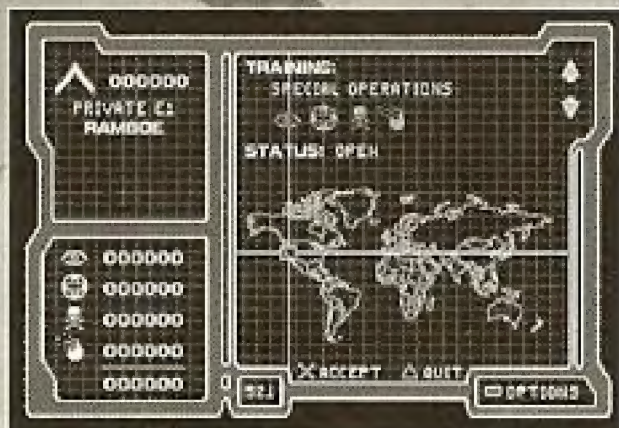 000000
PRIVATE E1
RAMBOE
000000
000000
000000
000000
000000
TRAINING:
SPECIAL OPERATIONS
STATUS: OPEN
ACCEPT QUIT
OPTIONS